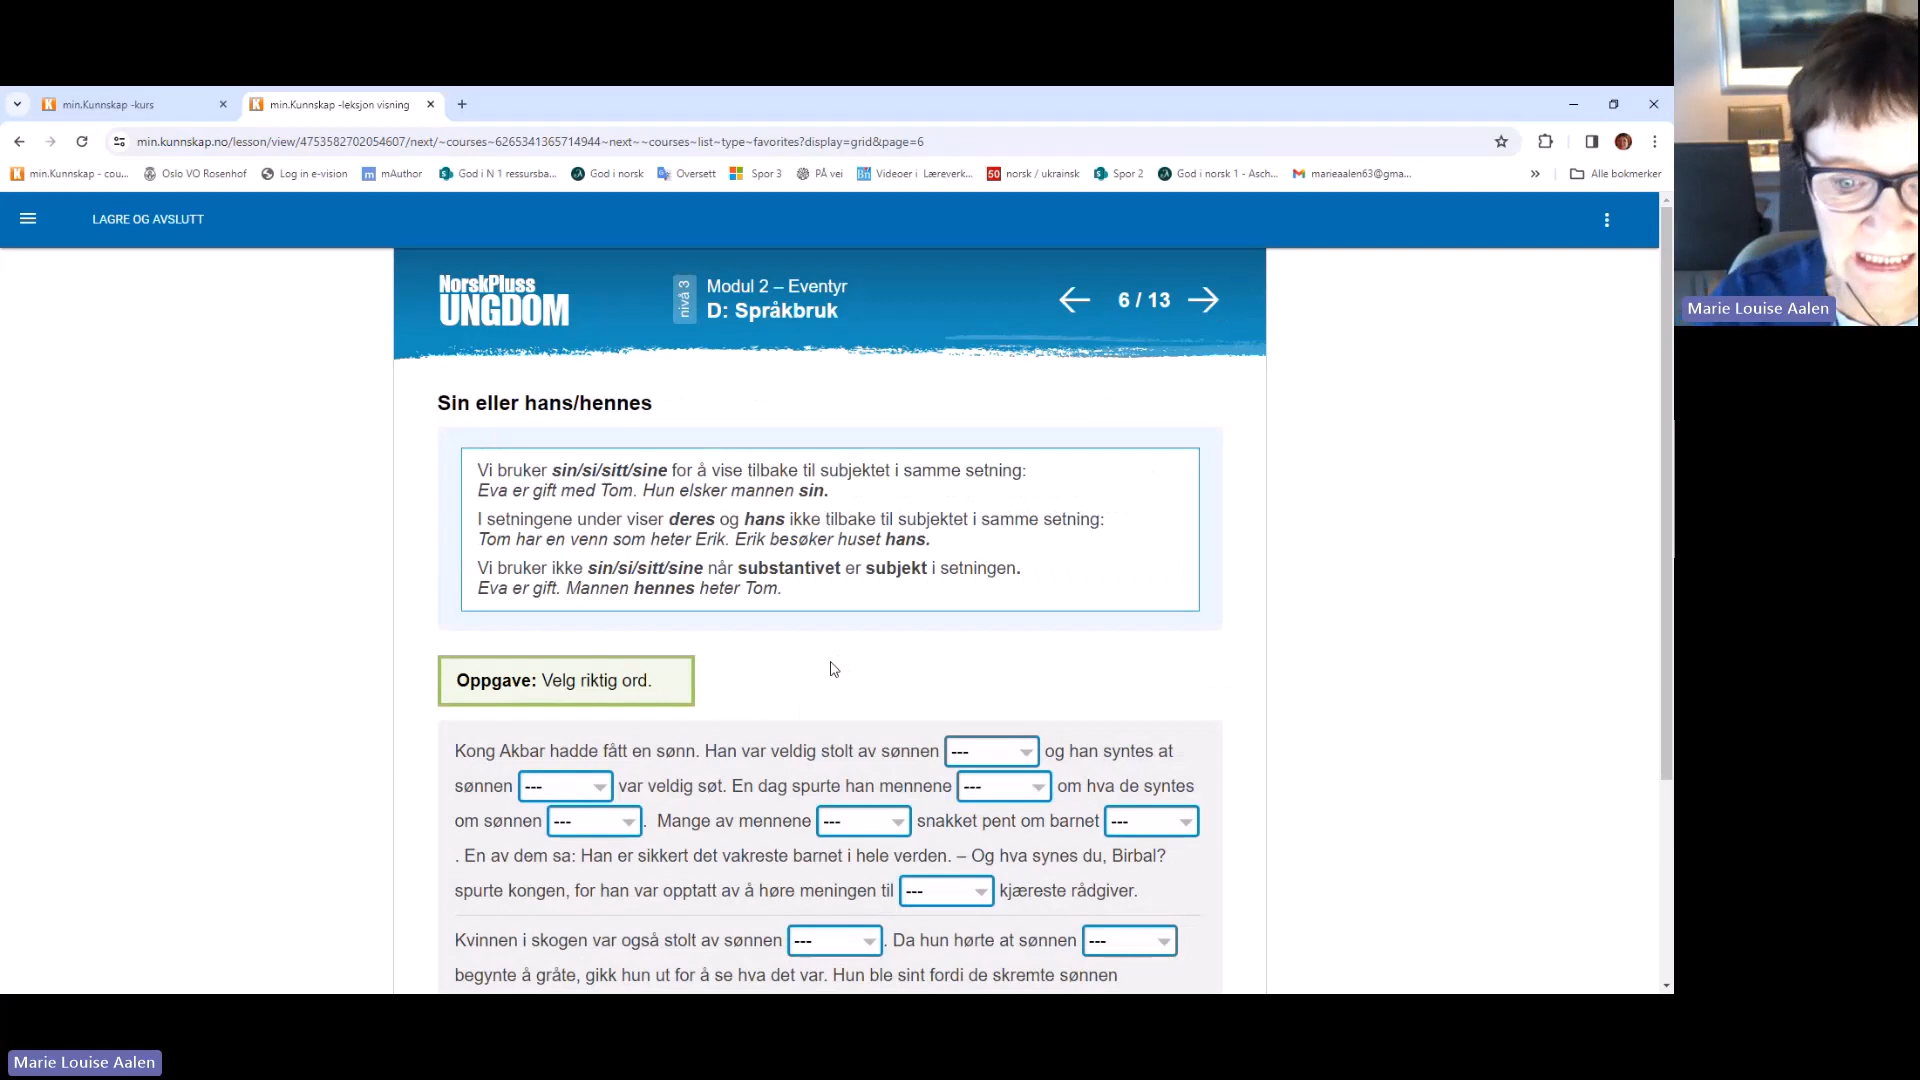 min.Kunnskap -kurs
min.Kunnskap -leksjon visning
min.kunnskap.no/lesson/view/4753582702054607/next/~courses~6265341365714944~next~~courses~list~type~favorites?display=grid&page=6
min.Kunnskap - cou...
Oslo VO Rosenhof
Log in e-vision
m mAuthor
God i N 1 ressursba...
God i norsk
Oversett
Spor 3
PÅ vei
Bn Videoer i Læreverk...
50 norsk / ukrainsk
Spor 2
God i norsk 1 - Asch...
marieaalen63@gma...
Alle bokmerker
LAGRE OG AVSLUTT
NorskPluss
UNGDOM
nivå 3
Modul 2 – Eventyr
D: Språkbruk
6 / 13
Sin eller hans/hennes
Vi bruker sin/si/sitt/sine for å vise tilbake til subjektet i samme setning:
Eva er gift med Tom. Hun elsker mannen sin.
I setningene under viser deres og hans ikke tilbake til subjektet i samme setning:
Tom har en venn som heter Erik. Erik besøker huset hans.
Vi bruker ikke sin/si/sitt/sine når substantivet er subjekt i setningen.
Eva er gift. Mannen hennes heter Tom.
Oppgave: Velg riktig ord.
Kong Akbar hadde fått en sønn. Han var veldig stolt av sønnen --- og han syntes at
sønnen --- var veldig søt. En dag spurte han mennene --- om hva de syntes
om sønnen --- . Mange av mennene --- snakket pent om barnet ---
. En av dem sa: Han er sikkert det vakreste barnet i hele verden. – Og hva synes du, Birbal?
spurte kongen, for han var opptatt av å høre meningen til --- kjæreste rådgiver.
Kvinnen i skogen var også stolt av sønnen --- . Da hun hørte at sønnen ---
begynte å gråte, gikk hun ut for å se hva det var. Hun ble sint fordi de skremte sønnen
Marie Louise Aalen
Marie Louise Aalen